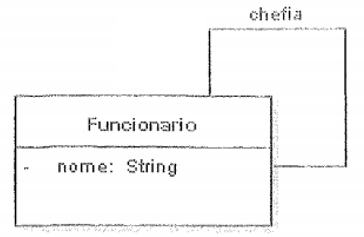 chefia
Funcionario
- nome: String